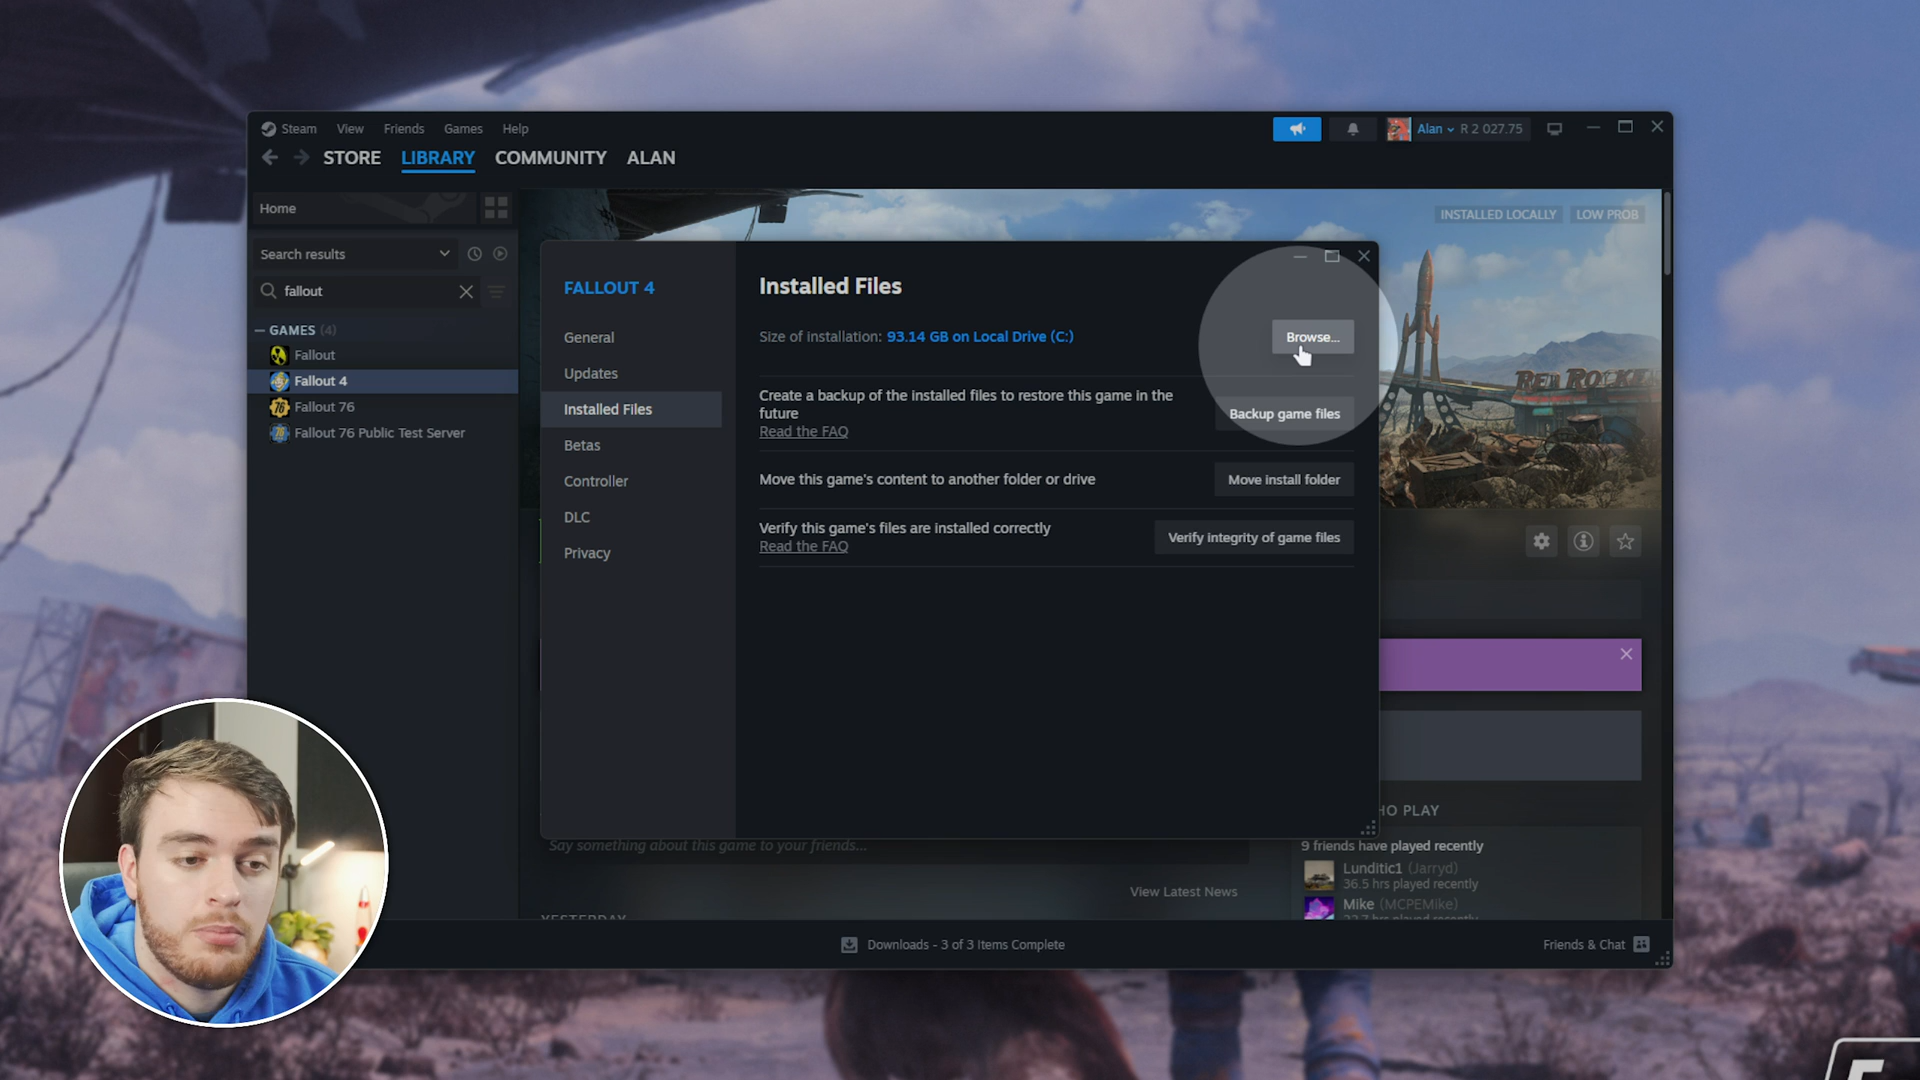 Steam View Friends Games Help
Alan R 2 027.75
STORE LIBRARY COMMUNITY ALAN
Home
INSTALLED LOCALLY LOW PROB
Search results
fallout
GAMES (4)
Fallout
Fallout 4
Fallout 76
Fallout 76 Public Test Server
FALLOUT 4
General
Updates
Installed Files
Betas
Controller
DLC
Privacy
Installed Files
Size of installation: 93.14 GB on Local Drive (C:)
Browse...
Create a backup of the installed files to restore this game in the
future
Read the FAQ
Backup game files
Move this game's content to another folder or drive
Move install folder
Verify this game's files are installed correctly
Read the FAQ
Verify integrity of game files
RED ROCKE
HO PLAY
Say something about this game to your friends...
9 friends have played recently
Lunditic1 (Jarryd)
36.5 hrs played recently
View Latest News
Mike (MCPEMike)
YESTERDAY
Downloads - 3 of 3 Items Complete
Friends & Chat